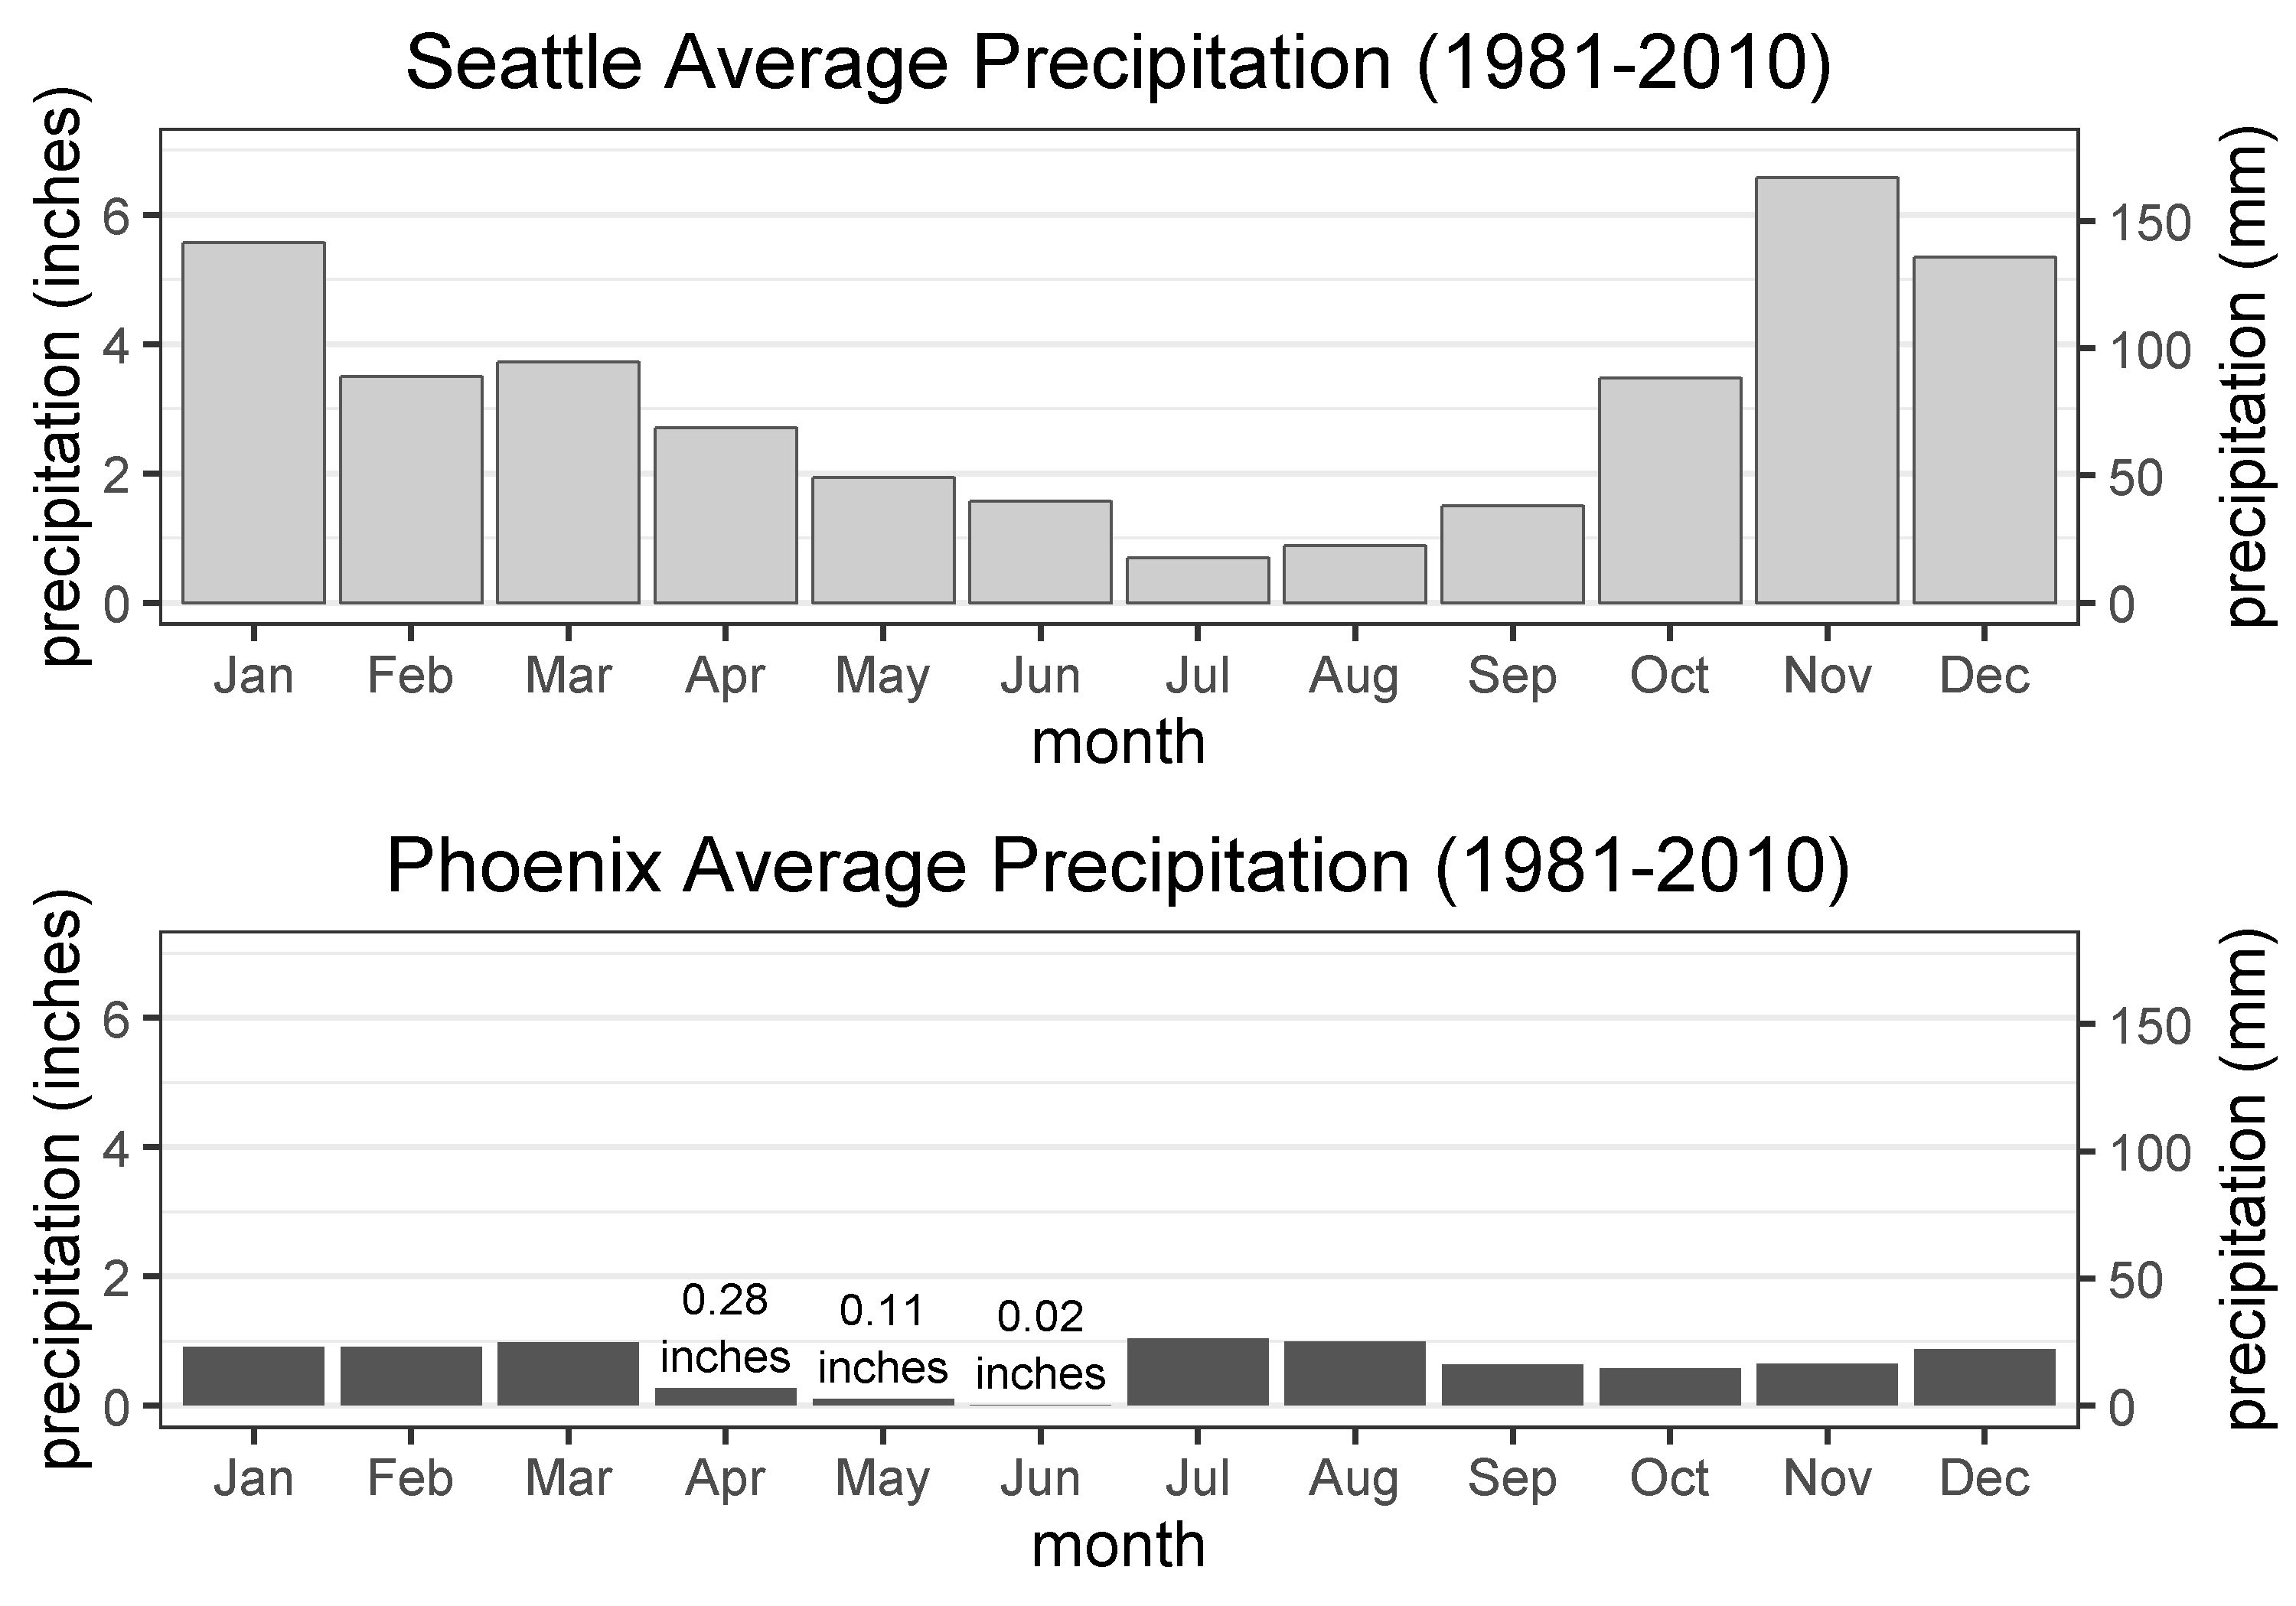 Seattle Average Precipitation (1981-2010)
precipitation (inches)
6
4
2
0
150
100
50
0
precipitation (mm)
Jan Feb Mar Apr May Jun Jul Aug Sep Oct Nov Dec
month
Phoenix Average Precipitation (1981-2010)
precipitation (inches)
6
4
2
0
0.28
inches
0.11
inches
0.02
inches
150
100
50
0
precipitation (mm)
Jan Feb Mar Apr May Jun Jul Aug Sep Oct Nov Dec
month